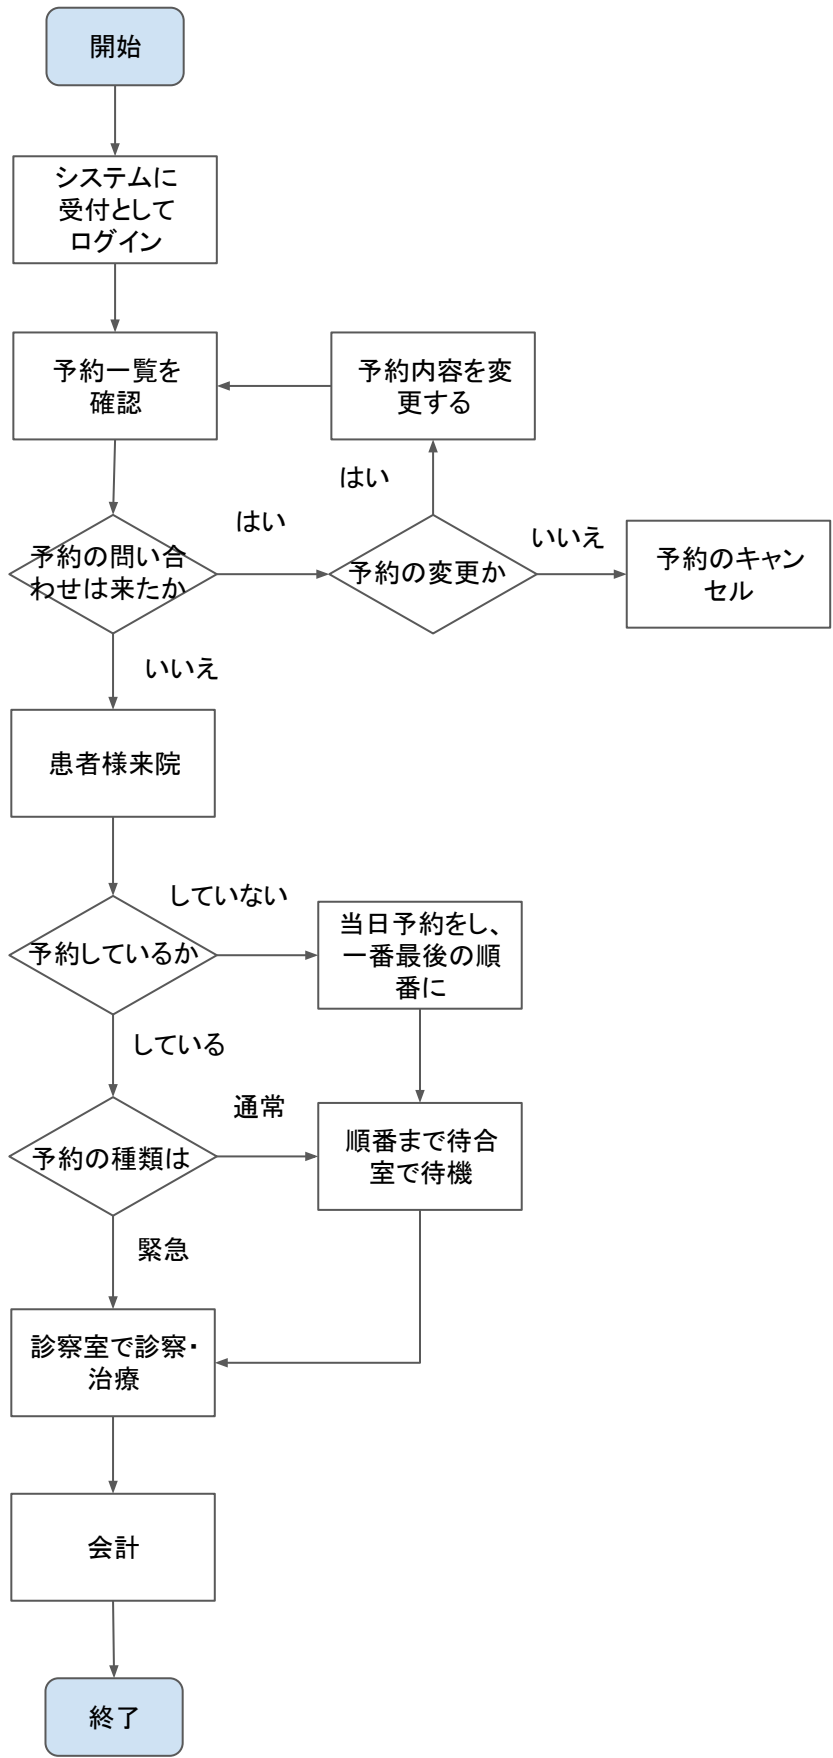 開始
システムに
受付として
ログイン
予約一覧を
確認
予約内容を変
更する
はい
はい
いいえ
予約の問い合
わせは来たか
予約の変更か
予約のキャン
セル
いいえ
患者様来院
していない
予約しているか
当日予約をし、
一番最後の順
番に
している
通常
予約の種類は
順番まで待合
室で待機
緊急
診察室で診察・
治療
会計
終了